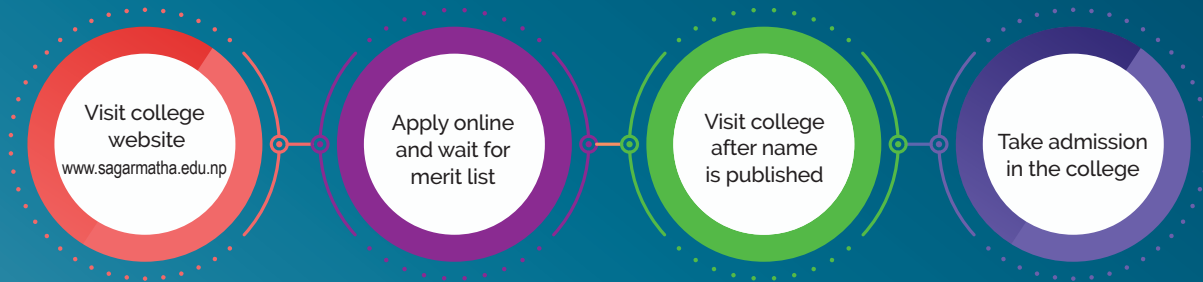 Visit college
website
www.sagarmatha.edu.np
Apply online
and wait for
merit list
Visit college
after name
is published
Take admission
in the college